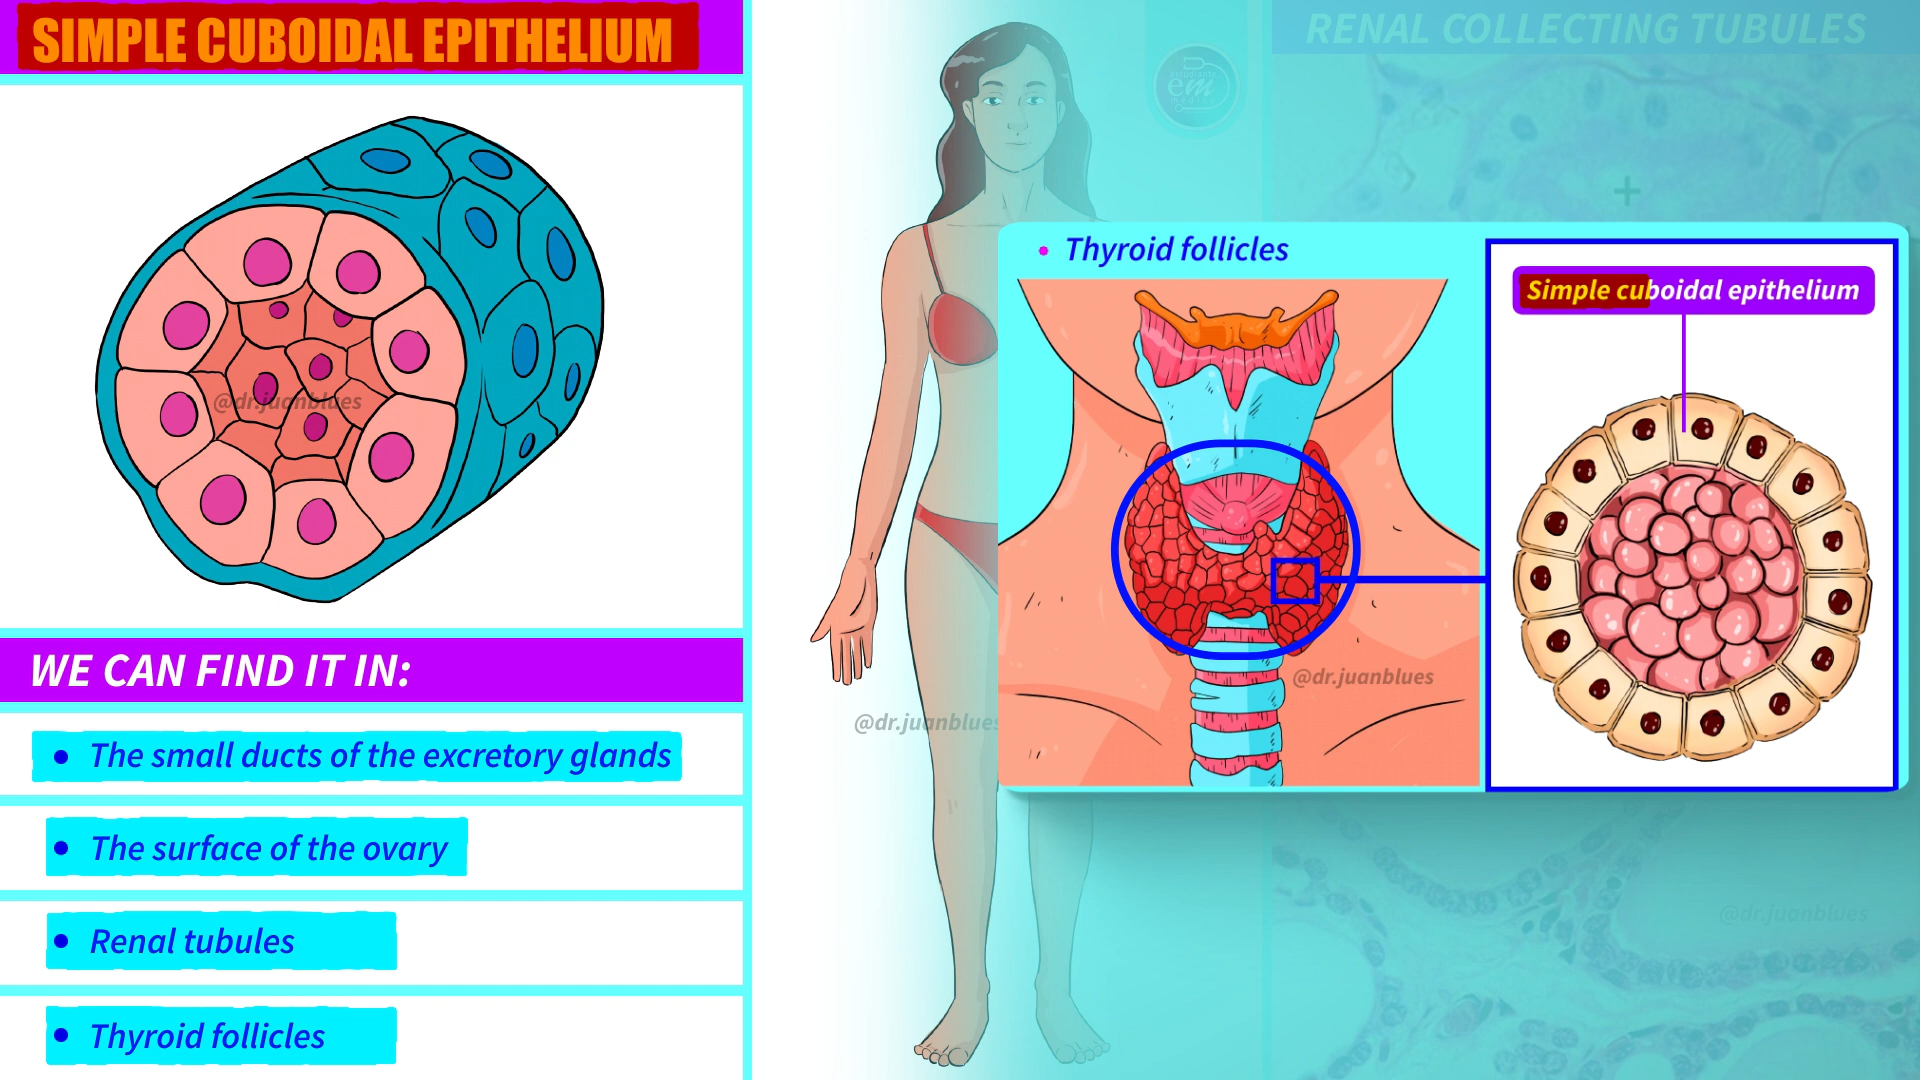 SIMPLE CUBOIDAL EPITHELIUM
@dr.juanblues
WE CAN FIND IT IN:
• The small ducts of the excretory glands
• The surface of the ovary
• Renal tubules
• Thyroid follicles
RENAL COLLECTING TUBULES
estudiante
em
• Thyroid follicles
Simple cuboidal epithelium
@dr.juanblues
@dr.juanblues
@dr.juanblues